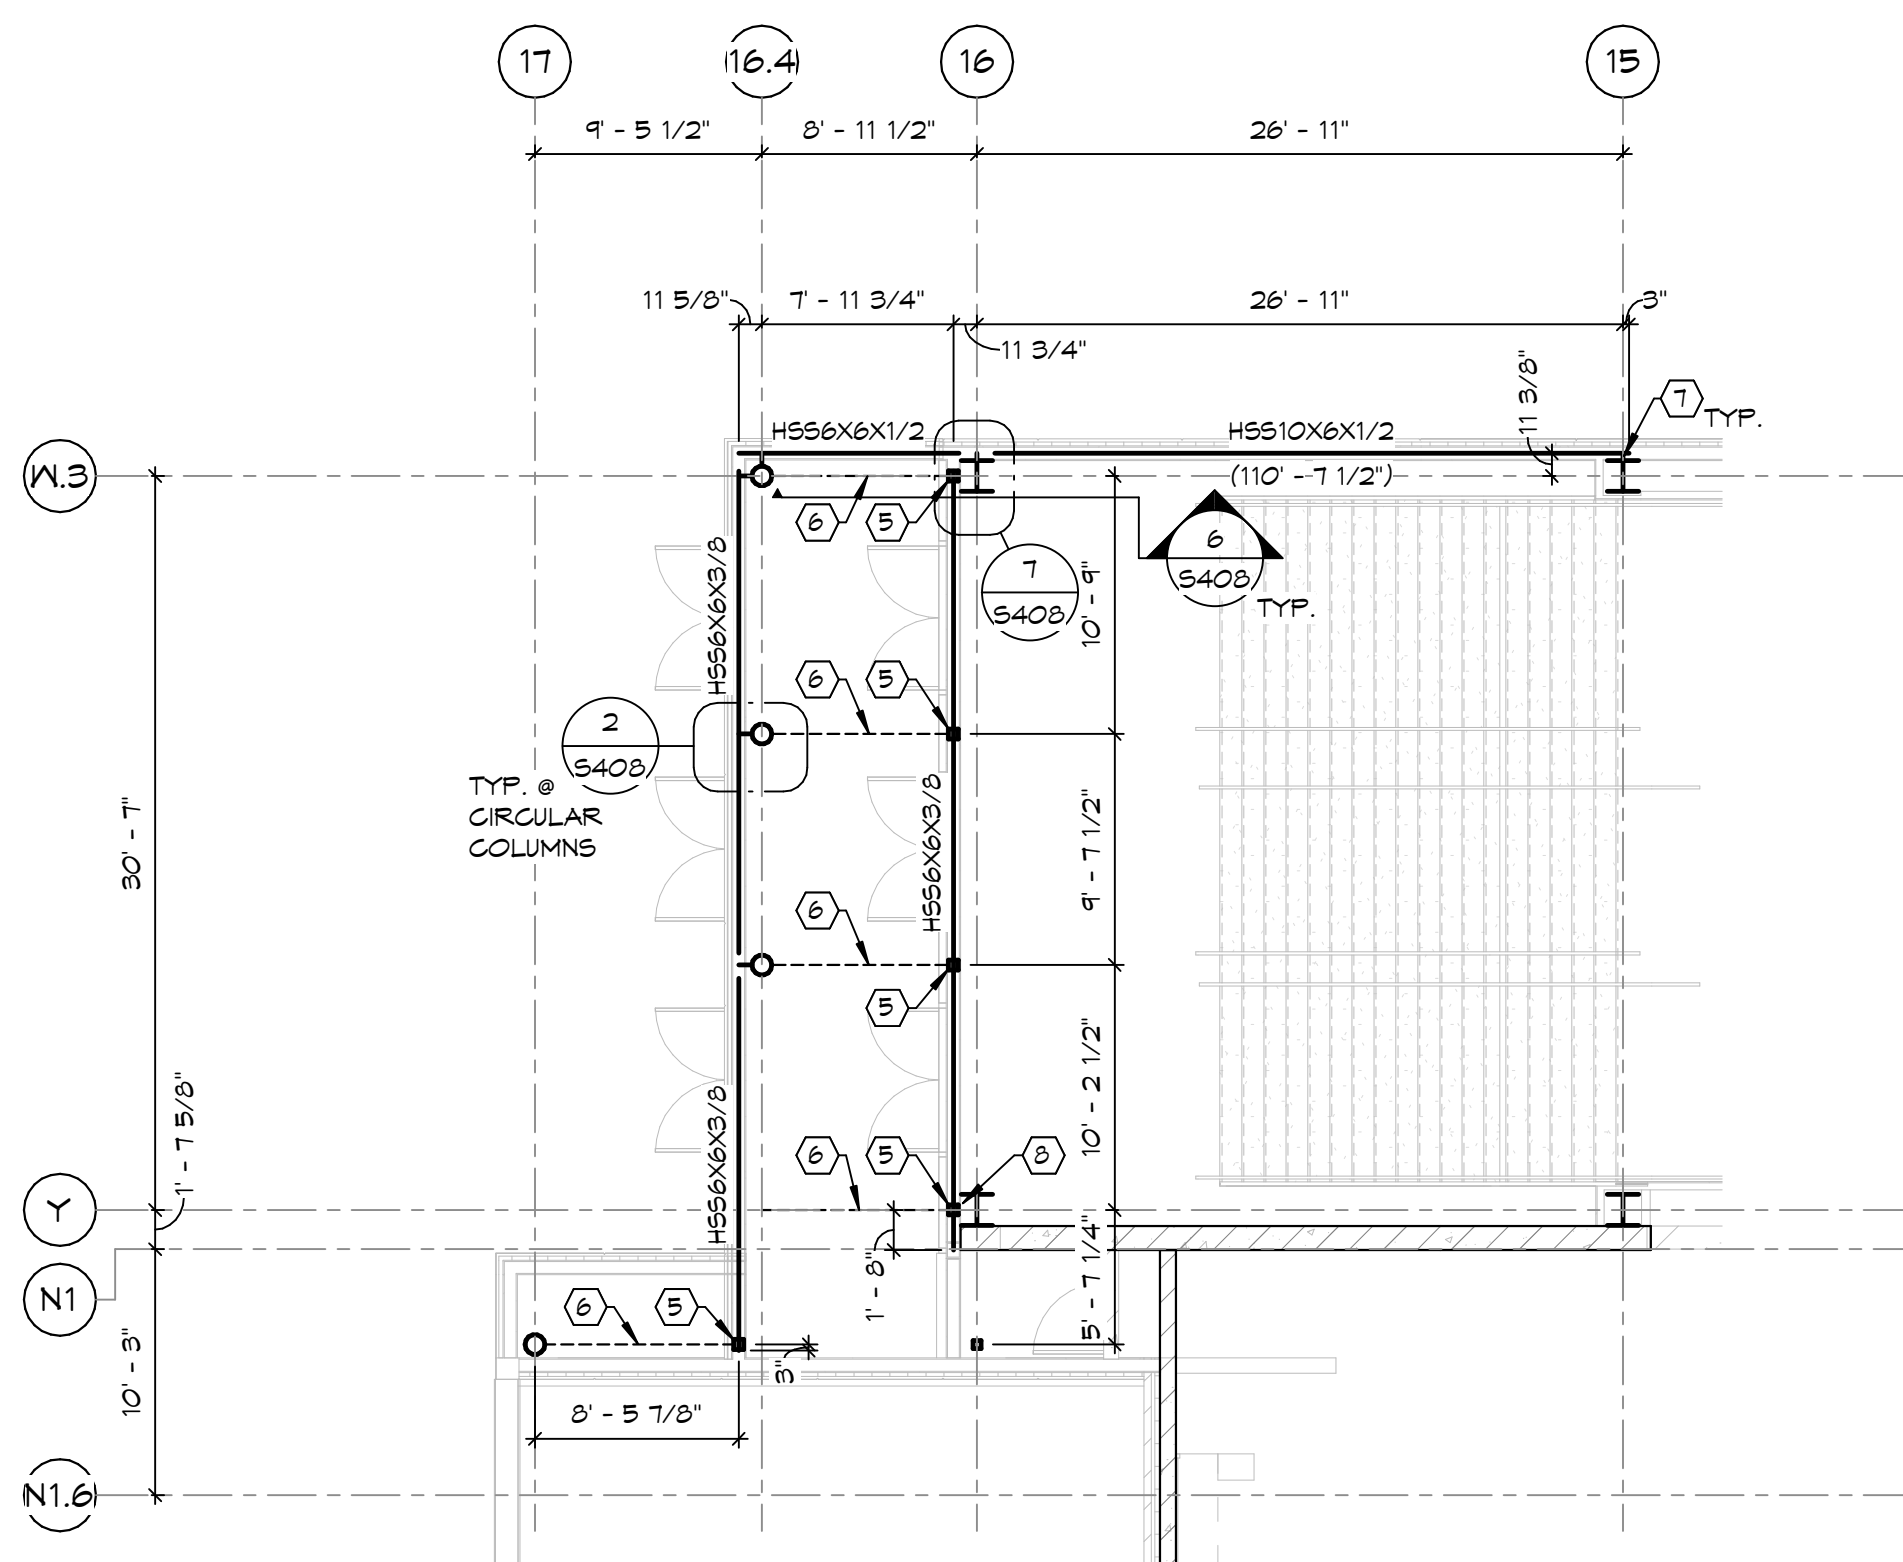 17
16.4
16
15
9' - 5 1/2"
8' - 11 1/2"
26' - 11"
11 5/8"
7' - 11 3/4"
26' - 11"
3"
11 3/4"
11 3/8"
7
TYP.
HSS6X6X1/2
HSS10X6X1/2
(110' - 7 1/2")
W.3
6
5
7
S408
6
S408
TYP.
10' - 9"
HSS6X6X3/8
6
5
2
S408
TYP. @
CIRCULAR
COLUMNS
30' - 7"
HSS6X6X3/8
9' - 7 1/2"
6
5
10' - 2 1/2"
1' - 7 5/8"
HSS6X6X3/8
6
5
8
Y
N1
1' - 8"
5' - 7 1/4"
6
5
3"
10' - 3"
8' - 5 7/8"
N1.6